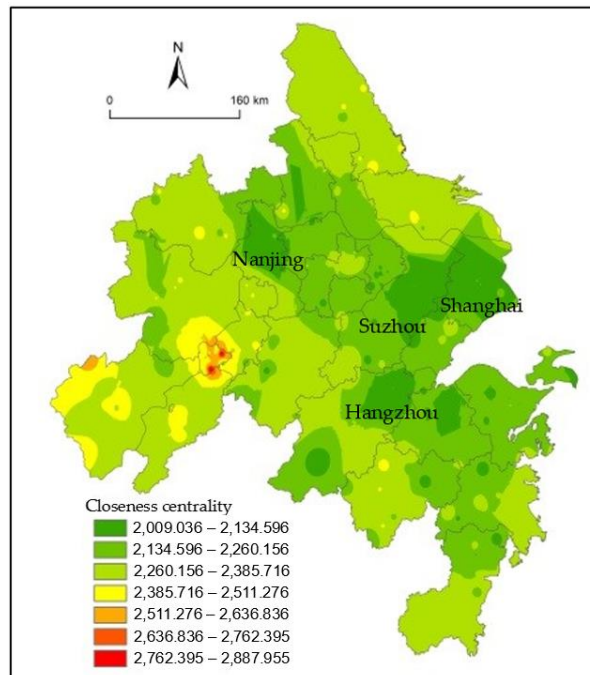 N
0 160 km
Nanjing
Shanghai
Suzhou
Hangzhou
Closeness centrality
2,009.036 – 2,134.596
2,134.596 – 2,260.156
2,260.156 – 2,385.716
2,385.716 – 2,511.276
2,511.276 – 2,636.836
2,636.836 – 2,762.395
2,762.395 – 2,887.955